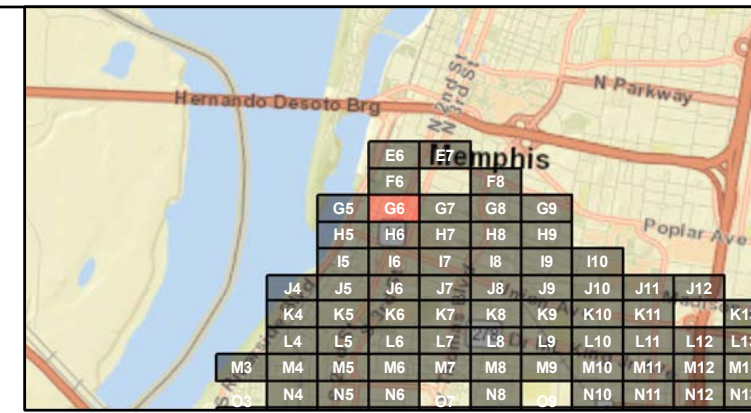 Hernando Desoto Brg
N 2nd St
N 3rd St
N Parkway
Memphis
E6 E7
F6 F8
G5 G6 G7 G8 G9
Poplar Ave
H5 H6 H7 H8 H9
I5 I6 I7 I8 I9 I10
J4 J5 J6 J7 J8 J9 J10 J11 J12
K4 K5 K6 K7 K8 K9 K10 K11
L4 L5 L6 L7 L8 L9 L10 L11 L12
M3 M4 M5 M6 M7 M8 M9 M10 M11 M12
N4 N5 N6 N8 N10 N11 N12
O3 O7 O9